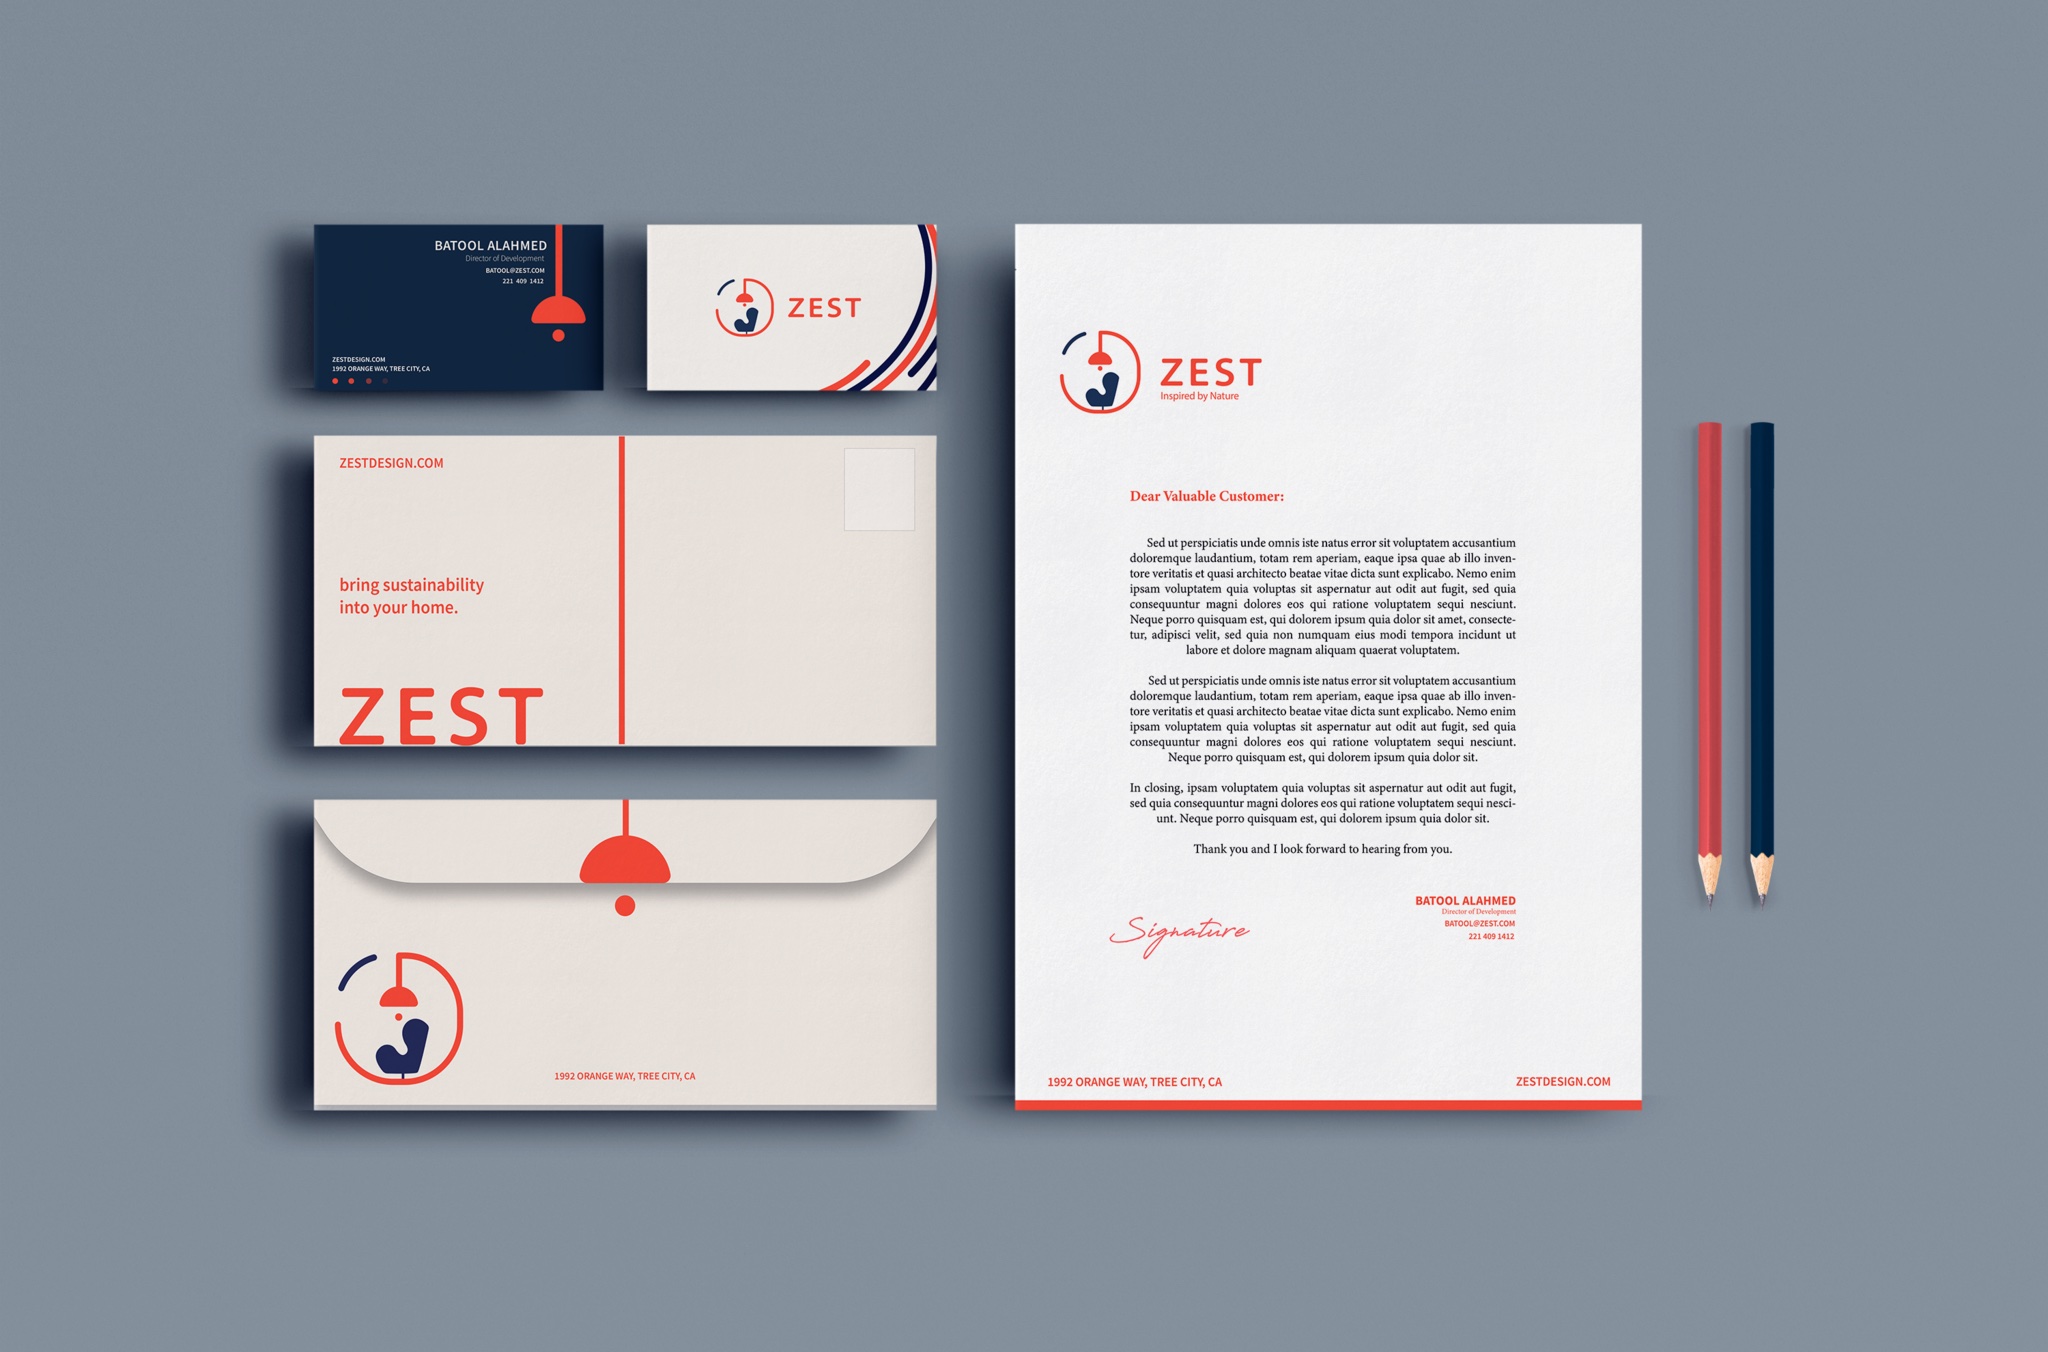 BATOOL ALAHMED
Director of Development
BATOOL@ZEST.COM
221 409 1412
ZESTDESIGN.COM
1992 ORANGE WAY, TREE CITY, CA
ZEST
ZESTDESIGN.COM
bring sustainability
into your home.
ZEST
1992 ORANGE WAY, TREE CITY, CA
ZEST
Inspired by Nature
Dear Valuable Customer:
Sed ut perspiciatis unde omnis iste natus error sit voluptatem accusantium
doloremque laudantium, totam rem aperiam, eaque ipsa quae ab illo inven-
tore veritatis et quasi architecto beatae vitae dicta sunt explicabo. Nemo enim
ipsam voluptatem quia voluptas sit aspernatur aut odit aut fugit, sed quia
consequuntur magni dolores eos qui ratione voluptatem sequi nesciunt.
Neque porro quisquam est, qui dolorem ipsum quia dolor sit amet, consecte-
tur, adipisci velit, sed quia non numquam eius modi tempora incidunt ut
labore et dolore magnam aliquam quaerat voluptatem.
Sed ut perspiciatis unde omnis iste natus error sit voluptatem accusantium
doloremque laudantium, totam rem aperiam, eaque ipsa quae ab illo inven-
tore veritatis et quasi architecto beatae vitae dicta sunt explicabo. Nemo enim
ipsam voluptatem quia voluptas sit aspernatur aut odit aut fugit, sed quia
consequuntur magni dolores eos qui ratione voluptatem sequi nesciunt.
Neque porro quisquam est, qui dolorem ipsum quia dolor sit.
In closing, ipsam voluptatem quia voluptas sit aspernatur aut odit aut fugit,
sed quia consequuntur magni dolores eos qui ratione voluptatem sequi nesci-
unt. Neque porro quisquam est, qui dolorem ipsum quia dolor sit.
Thank you and I look forward to hearing from you.
Signature
BATOOL ALAHMED
Director of Development
BATOOL@ZEST.COM
221 409 1412
1992 ORANGE WAY, TREE CITY, CA
ZESTDESIGN.COM